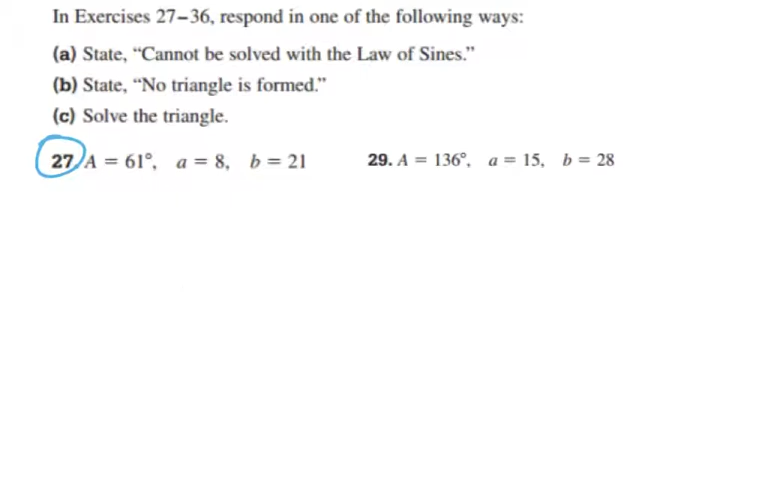 In Exercises 27–36, respond in one of the following ways:
(a) State, “Cannot be solved with the Law of Sines.”
(b) State, “No triangle is formed.”
(c) Solve the triangle.
27. A = 61°, a = 8, b = 21 29. A = 136°, a = 15, b = 28